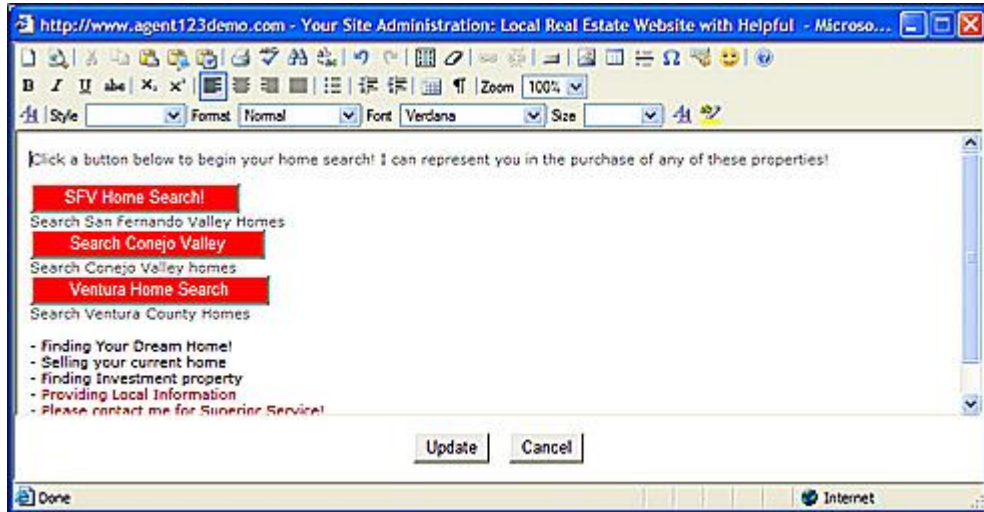 http://www.agent123demo.com - Your Site Administration: Local Real Estate Website with Helpful - Microso...
B I U abc x₂ x² ¶ Zoom 100%
Style Format Normal Font Verdana Size
Click a button below to begin your home search! I can represent you in the purchase of any of these properties!
SFV Home Search!
Search San Fernando Valley Homes
Search Conejo Valley
Search Conejo Valley homes
Ventura Home Search
Search Ventura County Homes
- Finding Your Dream Home!
- Selling your current home
- Finding Investment property
- Providing Local Information
- Please contact me for Superior Service!
Update Cancel
Done Internet